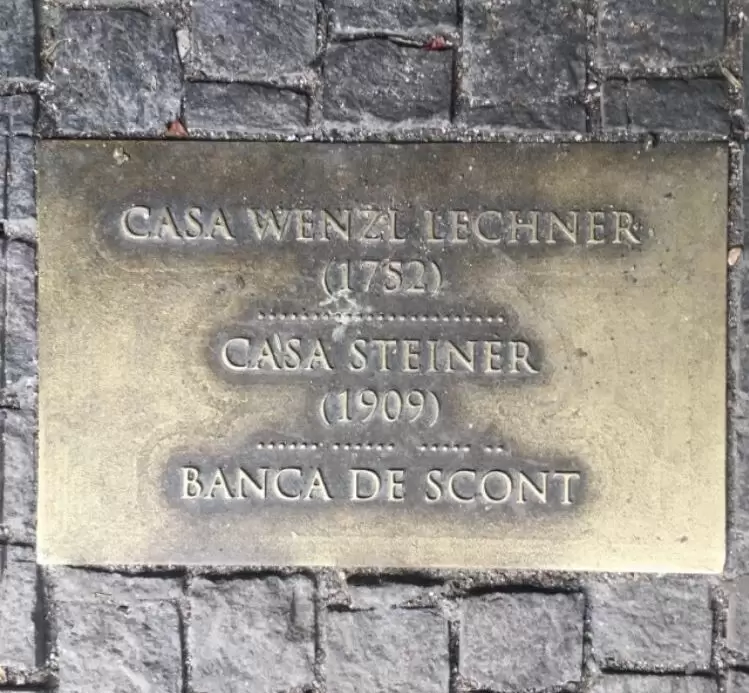 CASA WENZL LECHNER
(1752)
CASA STEINER
(1909)
BANCA DE SCONT